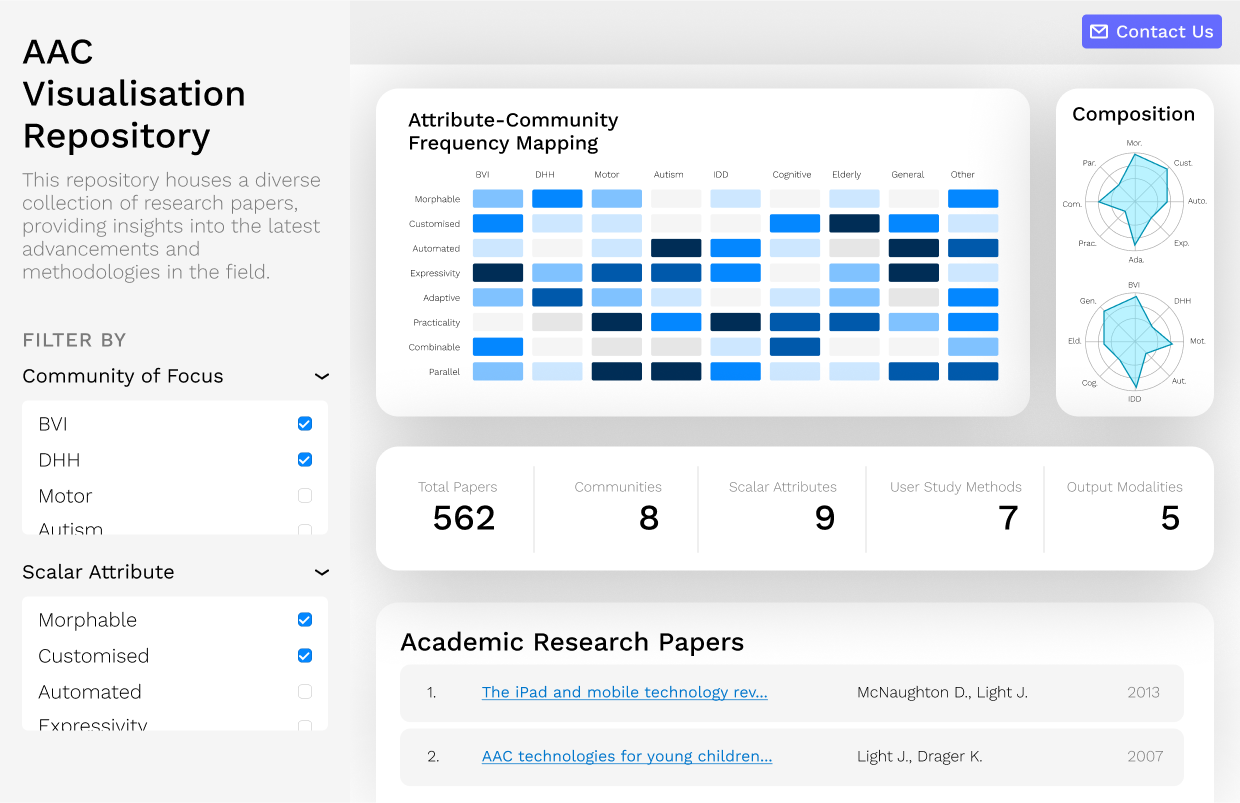 AAC
Visualisation
Repository
This repository houses a diverse
collection of research papers,
providing insights into the latest
advancements and
methodologies in the field.
FILTER BY
Community of Focus
BVI
DHH
Motor
Autism
Scalar Attribute
Morphable
Customised
Automated
Expressivity
Contact Us
Attribute-Community
Frequency Mapping
BVI DHH Motor Autism IDD Cognitive Elderly General Other
Morphable
Customised
Automated
Expressivity
Adaptive
Practicality
Combinable
Parallel
Composition
Mor.
Par. Cust.
Com. Auto.
Prac. Exp.
Ada.
BVI
Gen. DHH
Eld. Mot.
Cog. Aut.
IDD
Total Papers Communities Scalar Attributes User Study Methods Output Modalities
562 8 9 7 5
Academic Research Papers
1. The iPad and mobile technology rev... McNaughton D., Light J. 2013
2. AAC technologies for young children... Light J., Drager K. 2007